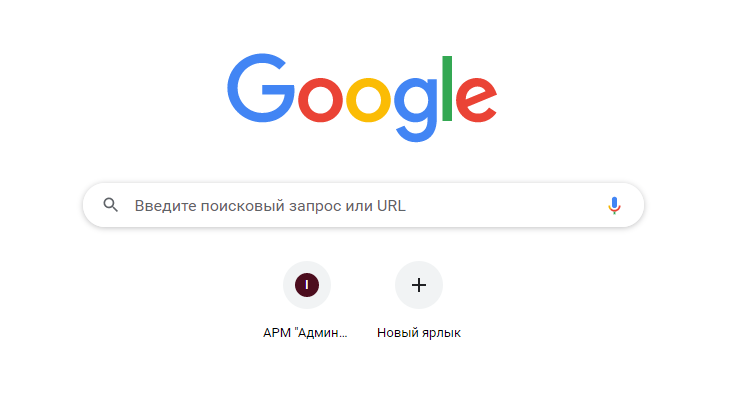 Google
Введите поисковый запрос или URL
I
АРМ "Админ...
Новый ярлык